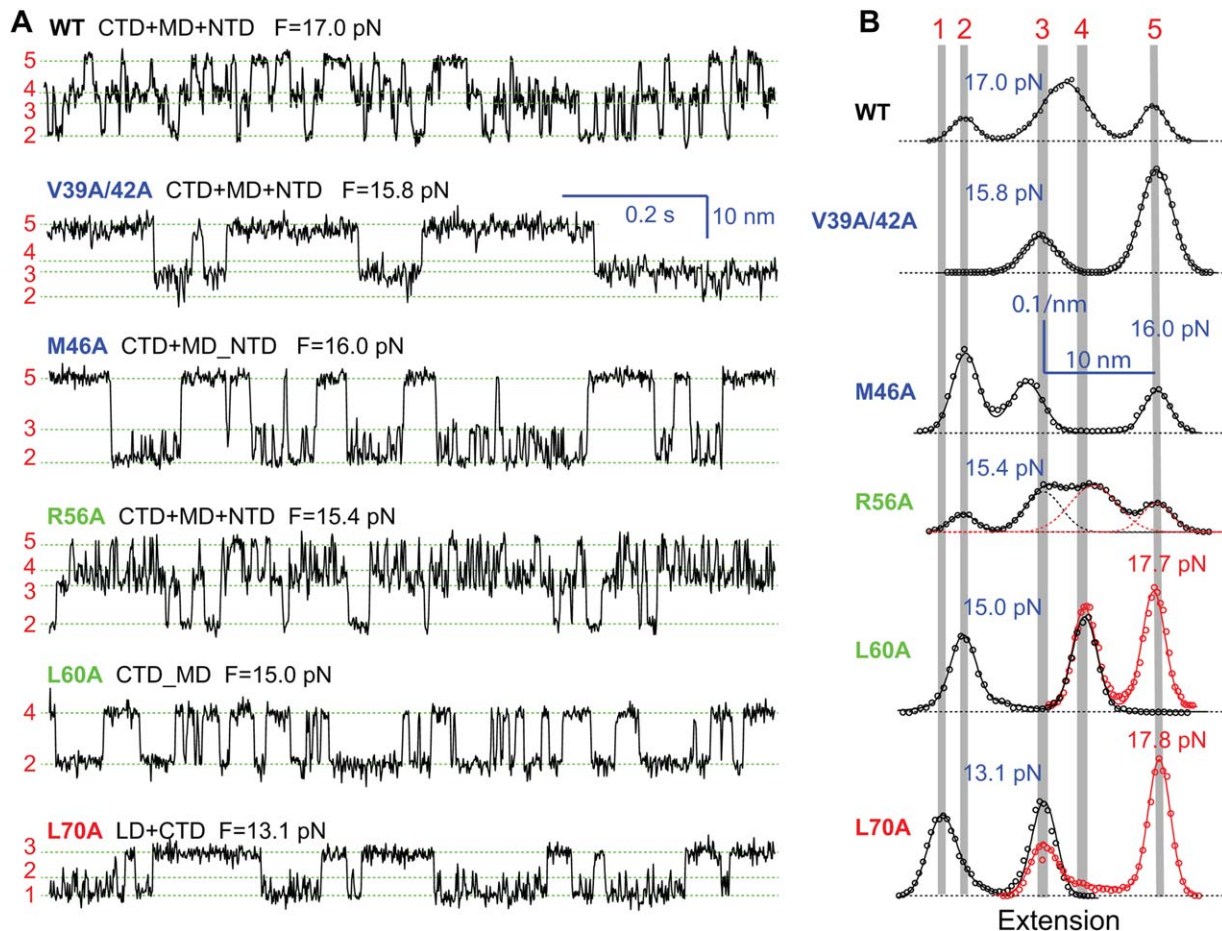 A
WT CTD+MD+NTD F=17.0 pN
5
4
3
2
V39A/42A CTD+MD+NTD F=15.8 pN
0.2 s
10 nm
5
4
3
2
M46A CTD+MD_NTD F=16.0 pN
5
3
2
R56A CTD+MD+NTD F=15.4 pN
5
4
3
2
L60A CTD_MD F=15.0 pN
4
2
L70A LD+CTD F=13.1 pN
3
2
1
B
1 2 3 4 5
WT
17.0 pN
V39A/42A
15.8 pN
M46A
0.1/nm
10 nm
16.0 pN
R56A
15.4 pN
L60A
15.0 pN
17.7 pN
L70A
13.1 pN
17.8 pN
Extension